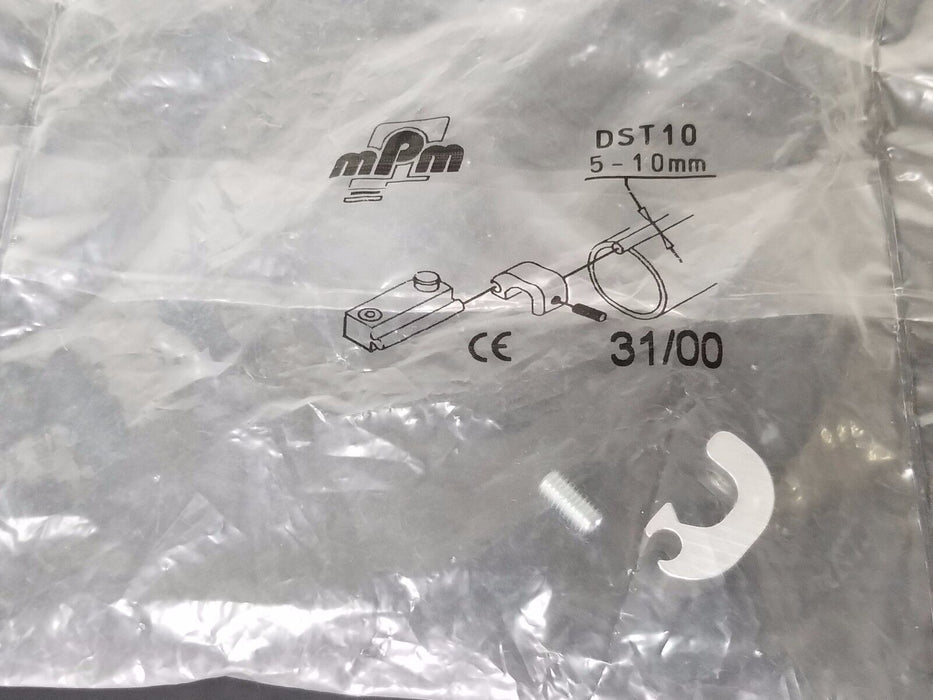 mPm
DST10
5-10mm
CE
31/00